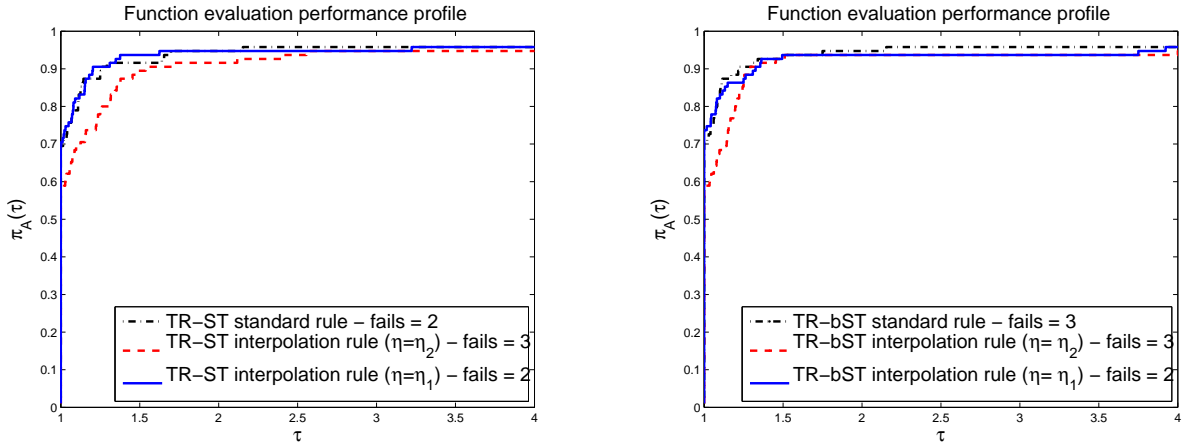 Function evaluation performance profile
1
0.9
0.8
0.7
0.6
0.5
0.4
0.3
0.2
0.1
0
π_A(τ)
TR−ST standard rule − fails = 2
TR−ST interpolation rule (η=η_2) − fails = 3
TR−ST interpolation rule (η=η_1) − fails = 2
1 1.5 2 2.5 3 3.5 4
τ
Function evaluation performance profile
1
0.9
0.8
0.7
0.6
0.5
0.4
0.3
0.2
0.1
0
π_A(τ)
TR−bST standard rule − fails = 3
TR−bST interpolation rule (η= η_2) − fails = 3
TR−bST interpolation rule (η= η_1) − fails = 2
1 1.5 2 2.5 3 3.5 4
τ